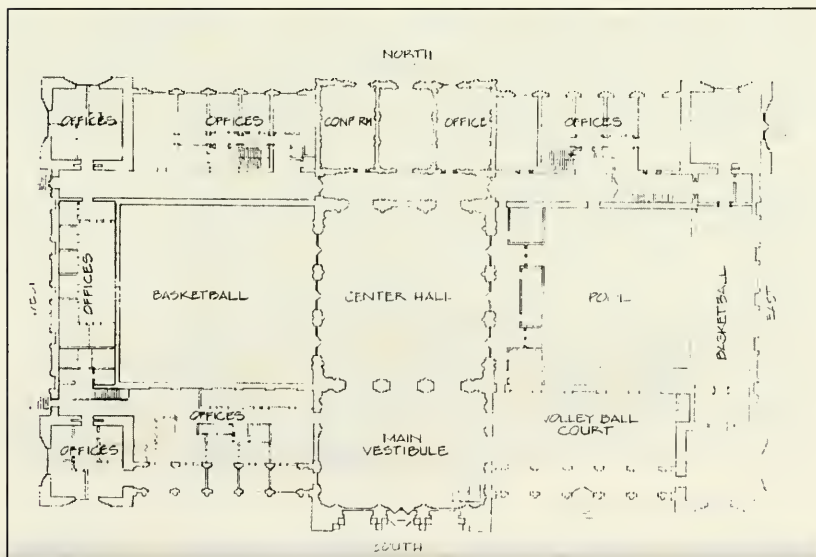 NORTH
OFFICES
OFFICES
CONF RM
OFFICE
OFFICES
OFFICES
BASKETBALL
CENTER HALL
POOL
BASKETBALL
EAST
WEST
OFFICES
VOLLEY BALL
COURT
OFFICES
MAIN
VESTIBULE
SOUTH